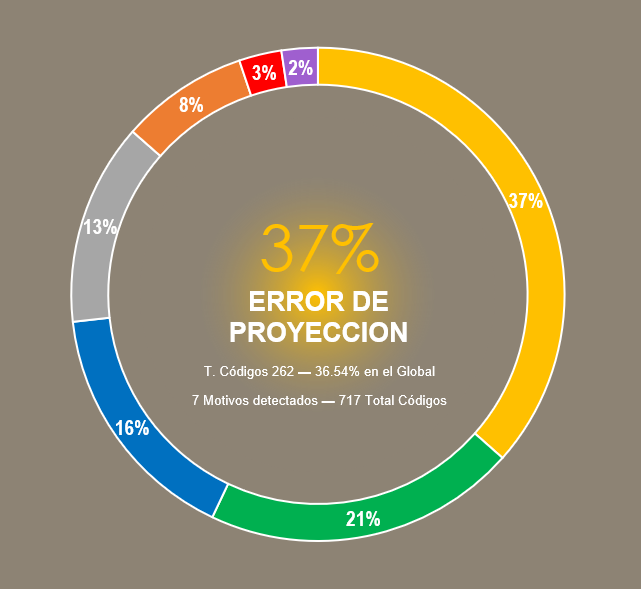 2%
3%
8%
37%
13%
37%
ERROR DE
PROYECCION
T. Códigos 262 — 36.54% en el Global
7 Motivos detectados — 717 Total Códigos
16%
21%